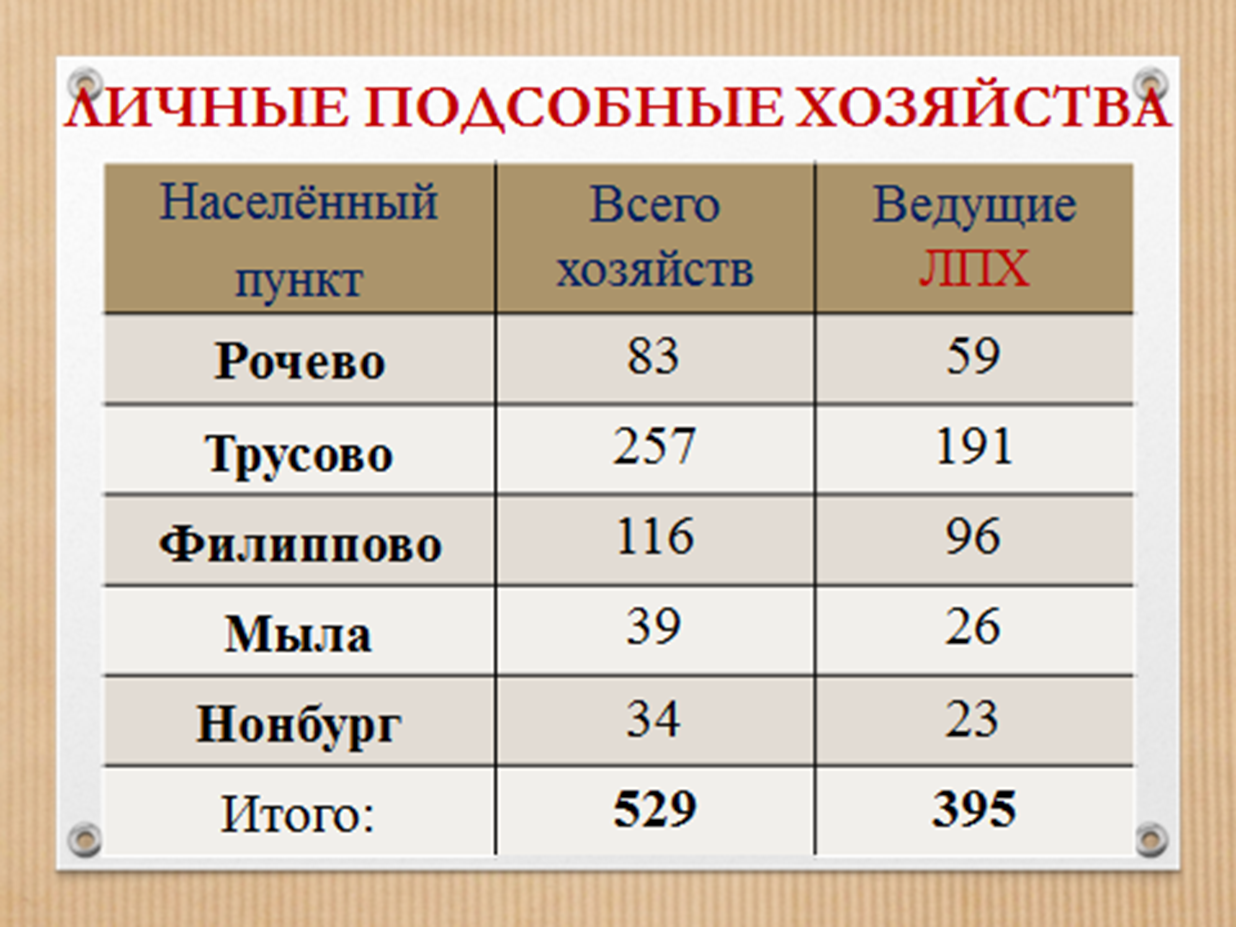 ЛИЧНЫЕ ПОДСОБНЫЕ ХОЗЯЙСТВА
Населённый пункт Всего хозяйств Ведущие ЛПХ
Рочево 83 59
Трусово 257 191
Филиппово 116 96
Мыла 39 26
Нонбург 34 23
Итого: 529 395